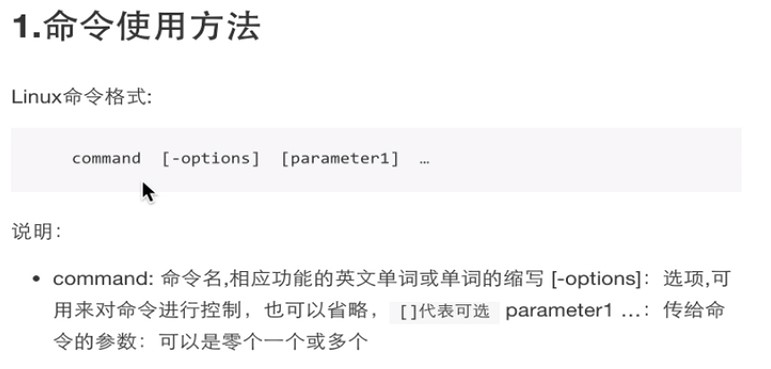 1.命令使用方法
Linux命令格式:
command [-options] [parameter1] …
说明：
• command: 命令名,相应功能的英文单词或单词的缩写 [-options]：选项,可
用来对命令进行控制，也可以省略，[]代表可选 parameter1 …：传给命
令的参数：可以是零个一个或多个